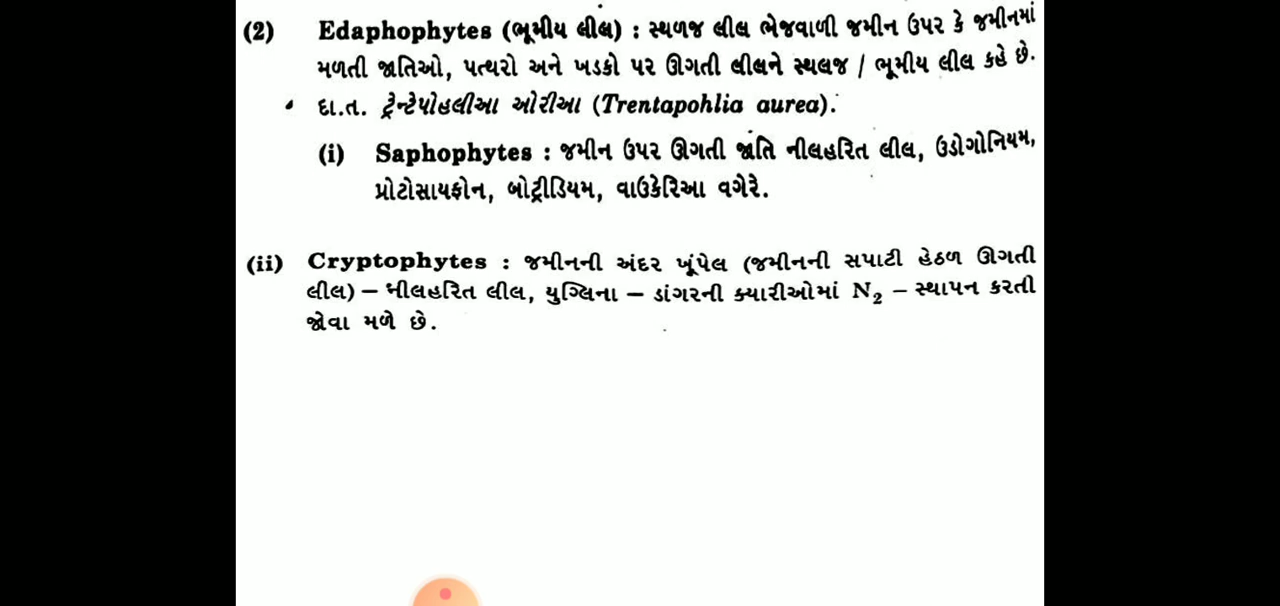 (2) Edaphophytes (ભૂમીય લીલ) : સ્થળજ લીલ ભેજવાળી જમીન ઉપર કે જમીનમાં
મળતી જાતિઓ, પત્થરો અને ખડકો પર ઊગતી લીલને સ્થલજ / ભૂમીય લીલ કહે છે.
દા.ત. ટ્રેન્ટેપોહલીઆ ઓરીઆ (Trentapohlia aurea).
(i) Saphophytes : જમીન ઉપર ઊગતી જાતિ નીલહરિત લીલ, ઉડોગોનિયમ,
પ્રોટોસાયફોન, બોટ્રીડિયમ, વાઉકેરિઆ વગેરે.
(ii) Cryptophytes : જમીનની અંદર ખૂંપેલ (જમીનની સપાટી હેઠળ ઊગતી
લીલ) – નીલહરિત લીલ, યુગ્લિના – ડાંગરની ક્યારીઓમાં N₂ – સ્થાપન કરતી
જોવા મળે છે.